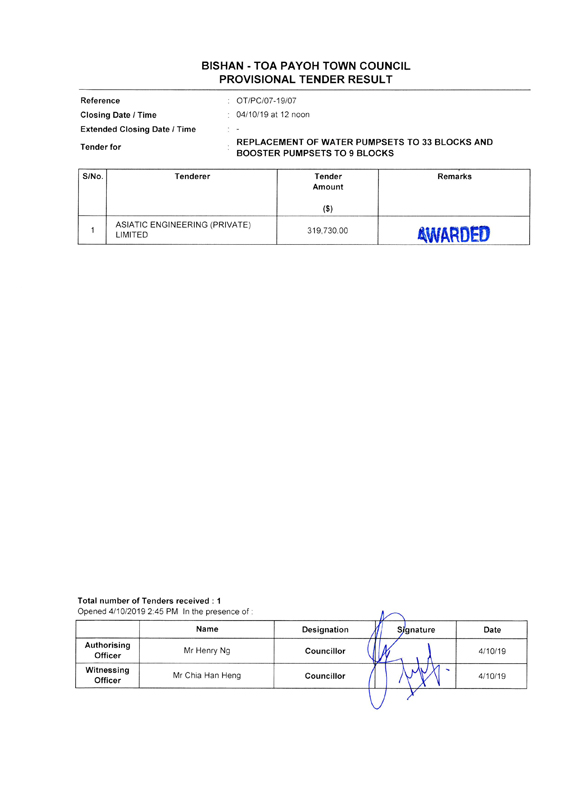 BISHAN - TOA PAYOH TOWN COUNCIL
PROVISIONAL TENDER RESULT
Reference : OT/PC/07-19/07
Closing Date / Time : 04/10/19 at 12 noon
Extended Closing Date / Time : -
Tender for : REPLACEMENT OF WATER PUMPSETS TO 33 BLOCKS AND
BOOSTER PUMPSETS TO 9 BLOCKS
S/No. Tenderer Tender Remarks
Amount
($)
1 ASIATIC ENGINEERING (PRIVATE) 319,730.00 AWARDED
LIMITED
Total number of Tenders received : 1
Opened 4/10/2019 2:45 PM In the presence of :
Name Designation Signature Date
Authorising Mr Henry Ng Councillor 4/10/19
Officer
Witnessing Mr Chia Han Heng Councillor 4/10/19
Officer